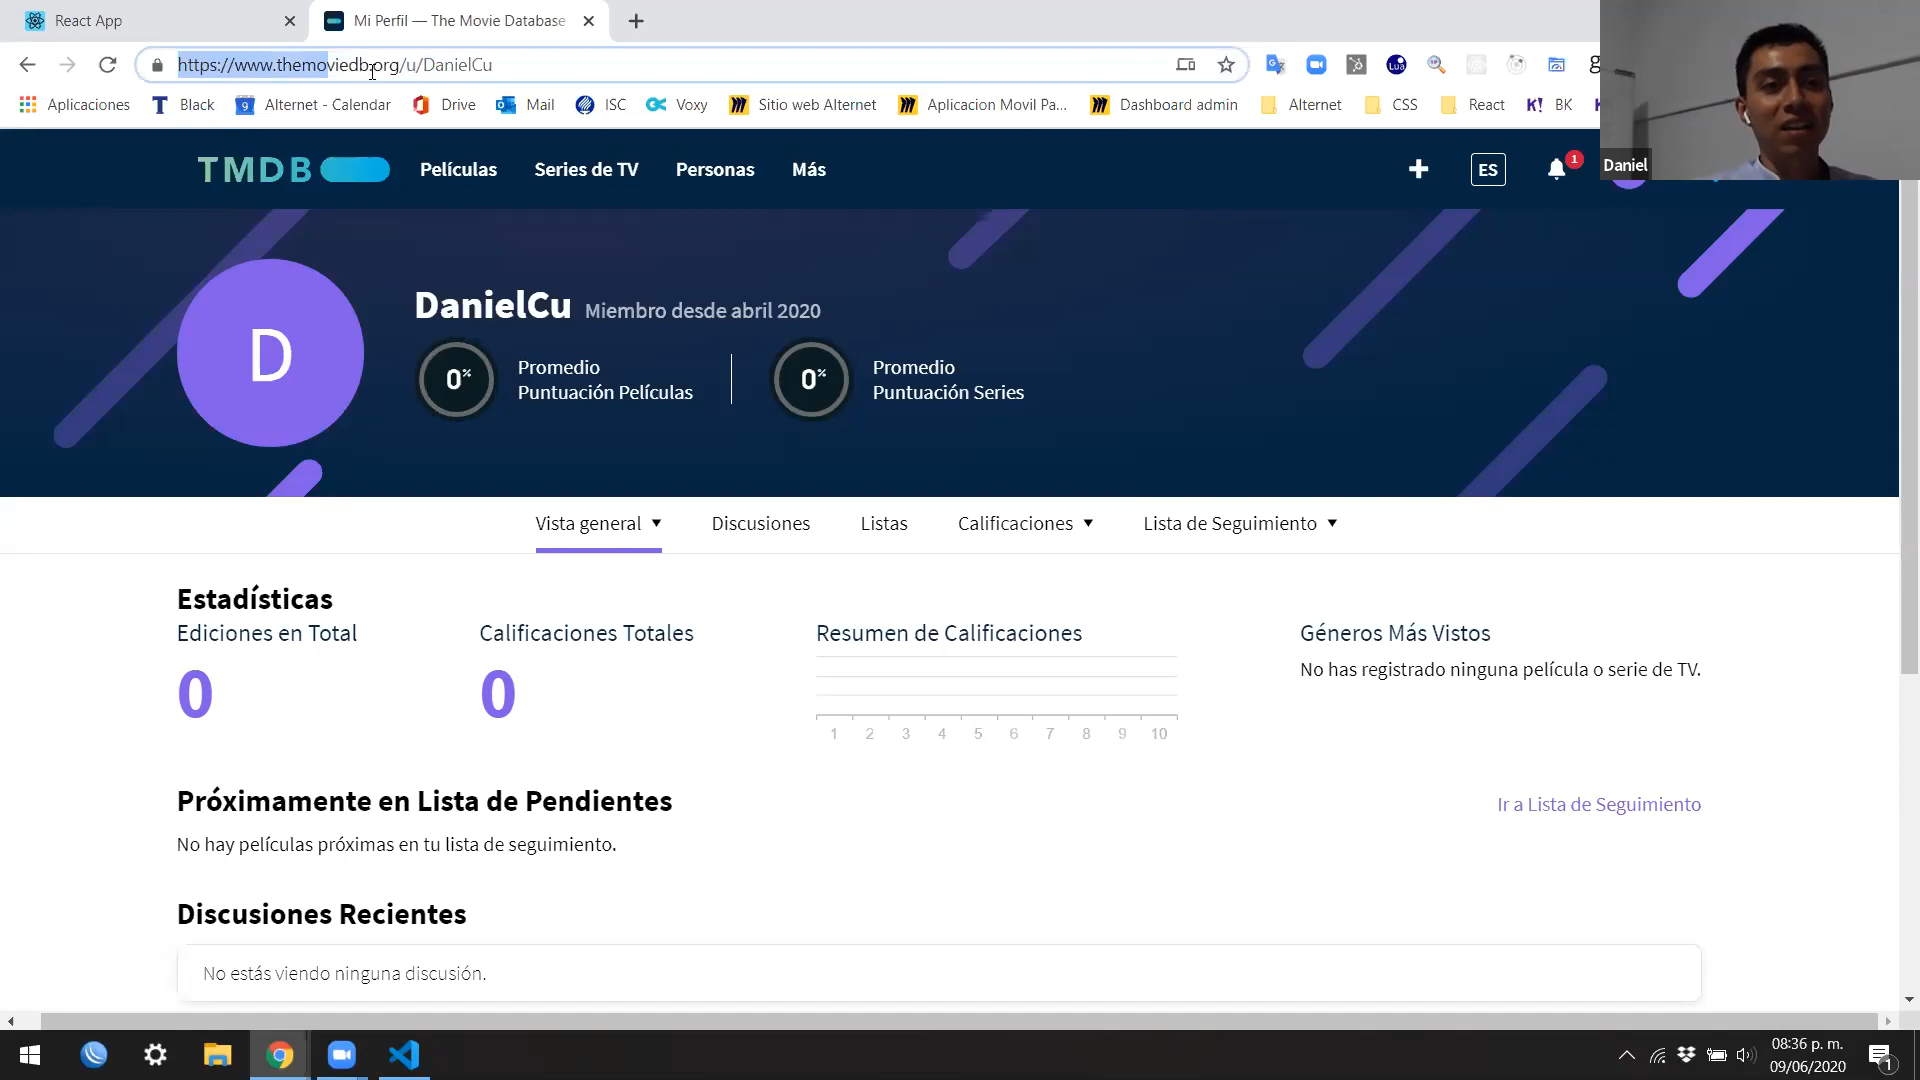 React App
Mi Perfil — The Movie Database
https://www.themoviedb.org/u/DanielCu
Aplicaciones
Black
Alternet - Calendar
Drive
Mail
ISC
Voxy
Sitio web Alternet
Aplicacion Movil Pa...
Dashboard admin
Alternet
CSS
React
BK
Daniel
TMDB
Películas
Series de TV
Personas
Más
ES
1
D
DanielCu Miembro desde abril 2020
0%
Promedio
Puntuación Películas
0%
Promedio
Puntuación Series
Vista general
Discusiones
Listas
Calificaciones
Lista de Seguimiento
Estadísticas
Ediciones en Total
0
Calificaciones Totales
0
Resumen de Calificaciones
1 2 3 4 5 6 7 8 9 10
Géneros Más Vistos
No has registrado ninguna película o serie de TV.
Próximamente en Lista de Pendientes
Ir a Lista de Seguimiento
No hay películas próximas en tu lista de seguimiento.
Discusiones Recientes
No estás viendo ninguna discusión.
08:36 p. m.
09/06/2020
1